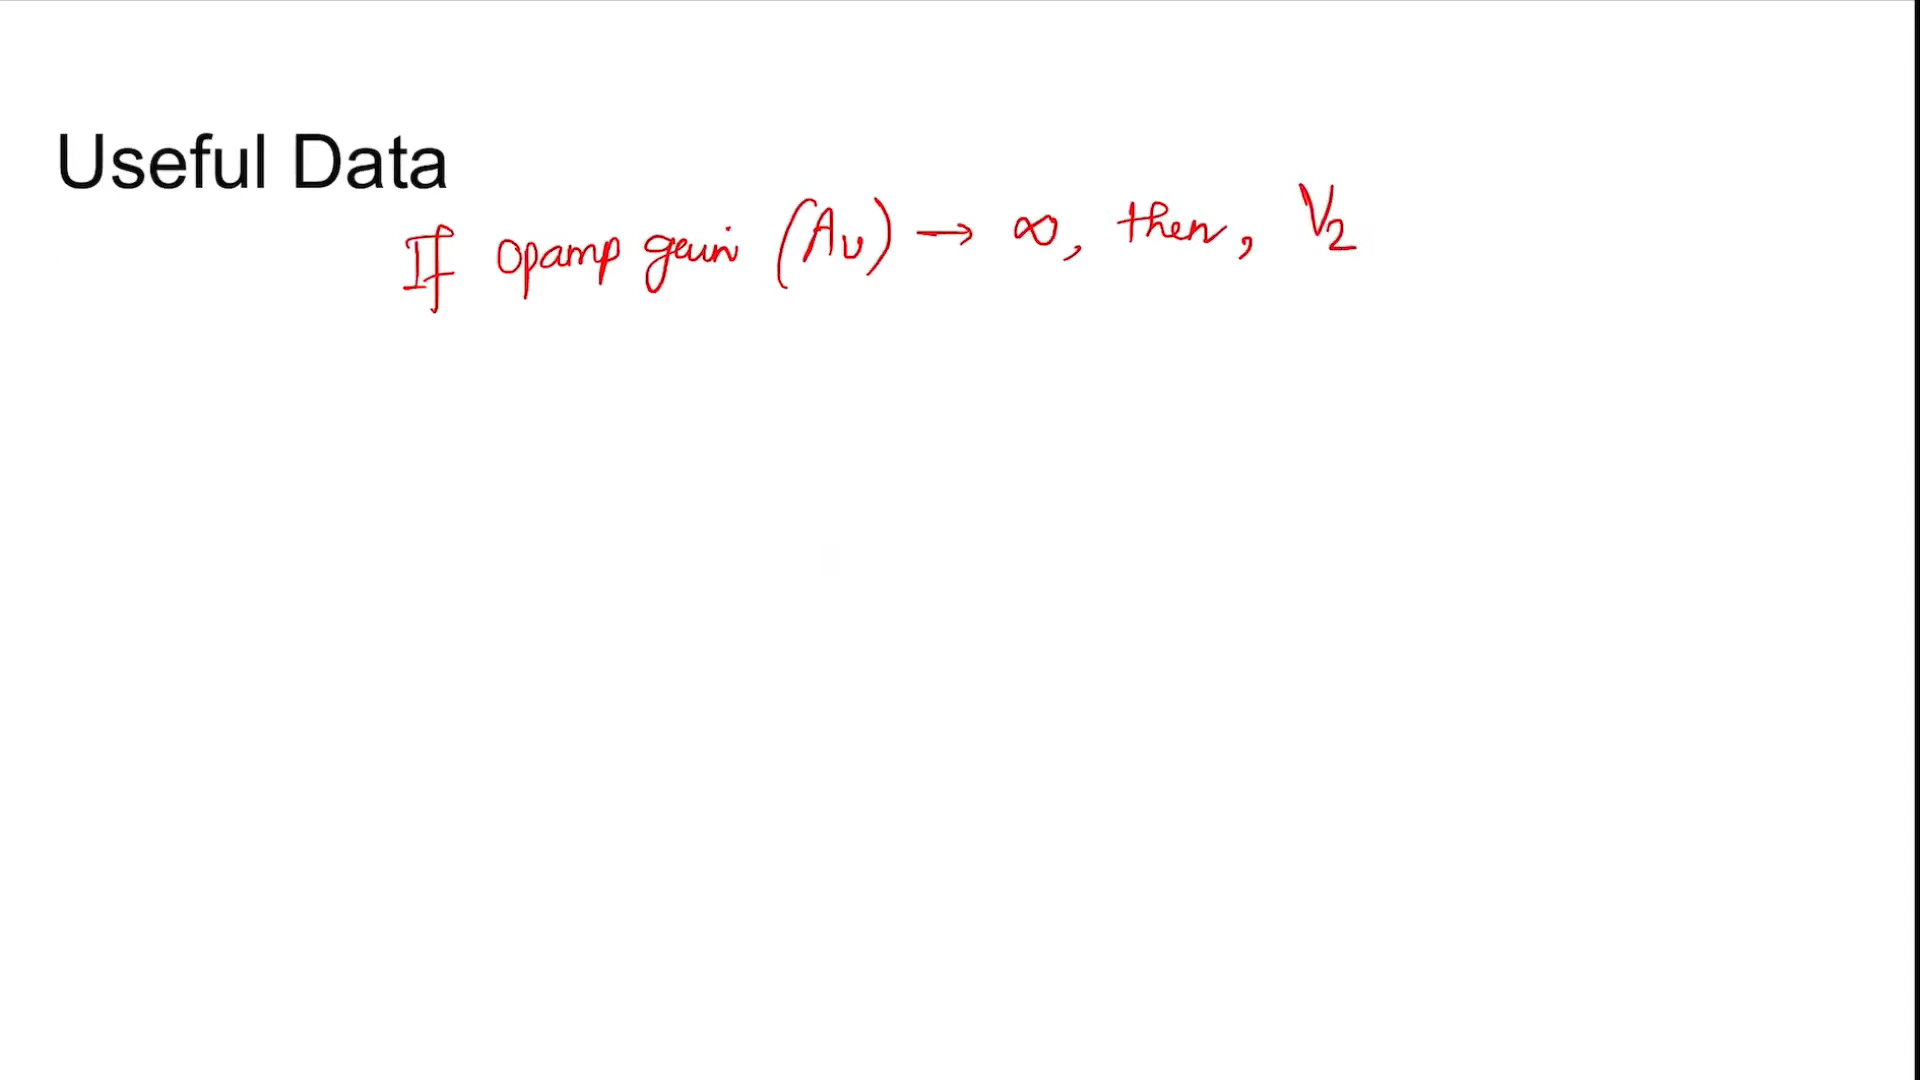 Useful Data
If opamp gain (Av) → ∞, then, V2